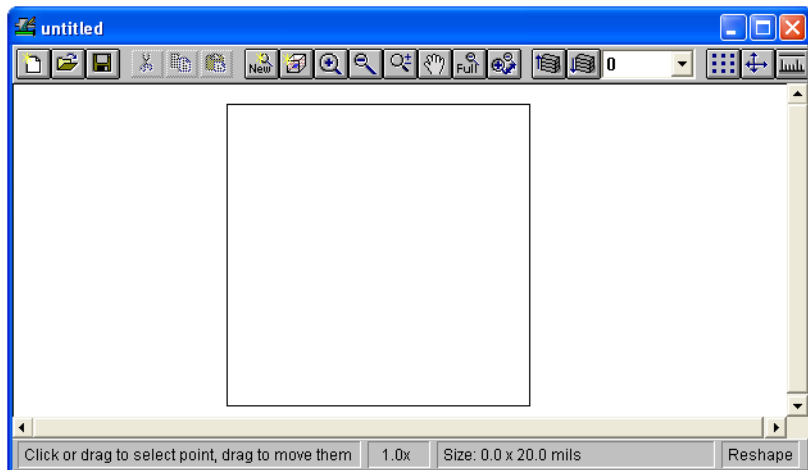 untitled
New Full 0
Click or drag to select point, drag to move them 1.0x Size: 0.0 x 20.0 mils Reshape